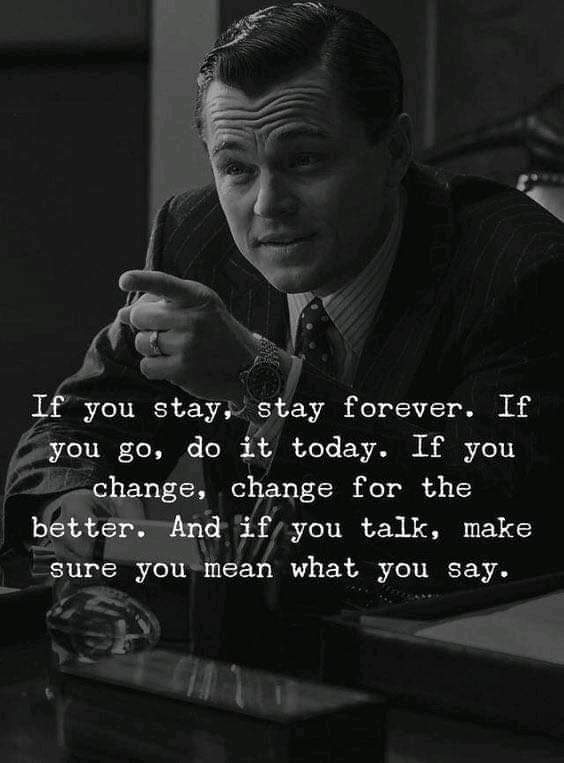 If you stay, stay forever. If
you go, do it today. If you
change, change for the
better. And if you talk, make
sure you mean what you say.